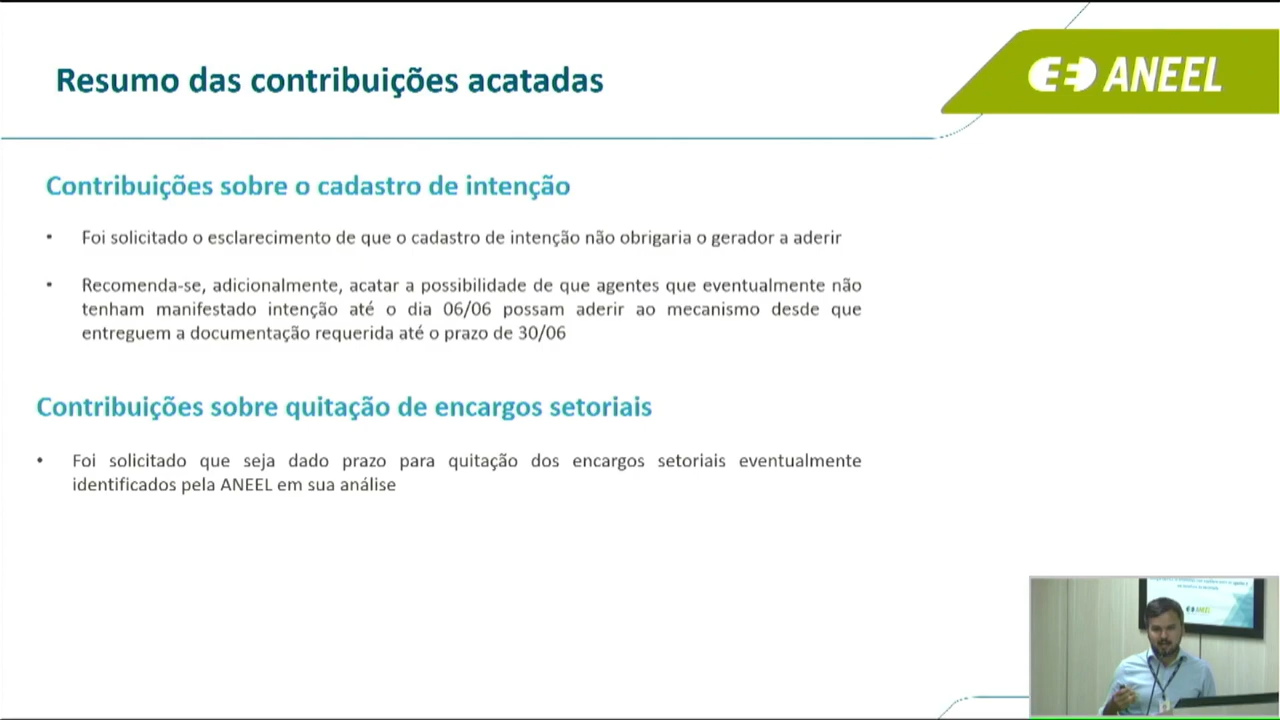 Resumo das contribuições acatadas
ANEEL
Contribuições sobre o cadastro de intenção
• Foi solicitado o esclarecimento de que o cadastro de intenção não obrigaria o gerador a aderir
• Recomenda-se, adicionalmente, acatar a possibilidade de que agentes que eventualmente não
tenham manifestado intenção até o dia 06/06 possam aderir ao mecanismo desde que
entreguem a documentação requerida até o prazo de 30/06
Contribuições sobre quitação de encargos setoriais
• Foi solicitado que seja dado prazo para quitação dos encargos setoriais eventualmente
identificados pela ANEEL em sua análise
ANEEL